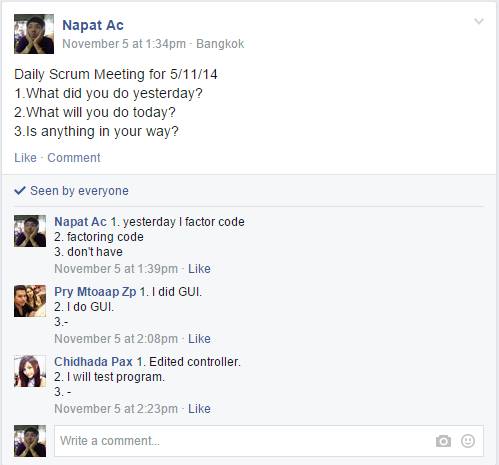 Napat Ac
November 5 at 1:34pm · Bangkok
Daily Scrum Meeting for 5/11/14
1.What did you do yesterday?
2.What will you do today?
3.Is anything in your way?
Like · Comment
Seen by everyone
Napat Ac 1. yesterday I factor code
2. factoring code
3. don't have
November 5 at 1:39pm · Like
Pry Mtoaap Zp 1. I did GUI.
2. I do GUI.
3.-
November 5 at 2:08pm · Like
Chidhada Pax 1. Edited controller.
2. I will test program.
3. -
November 5 at 2:23pm · Like
Write a comment...